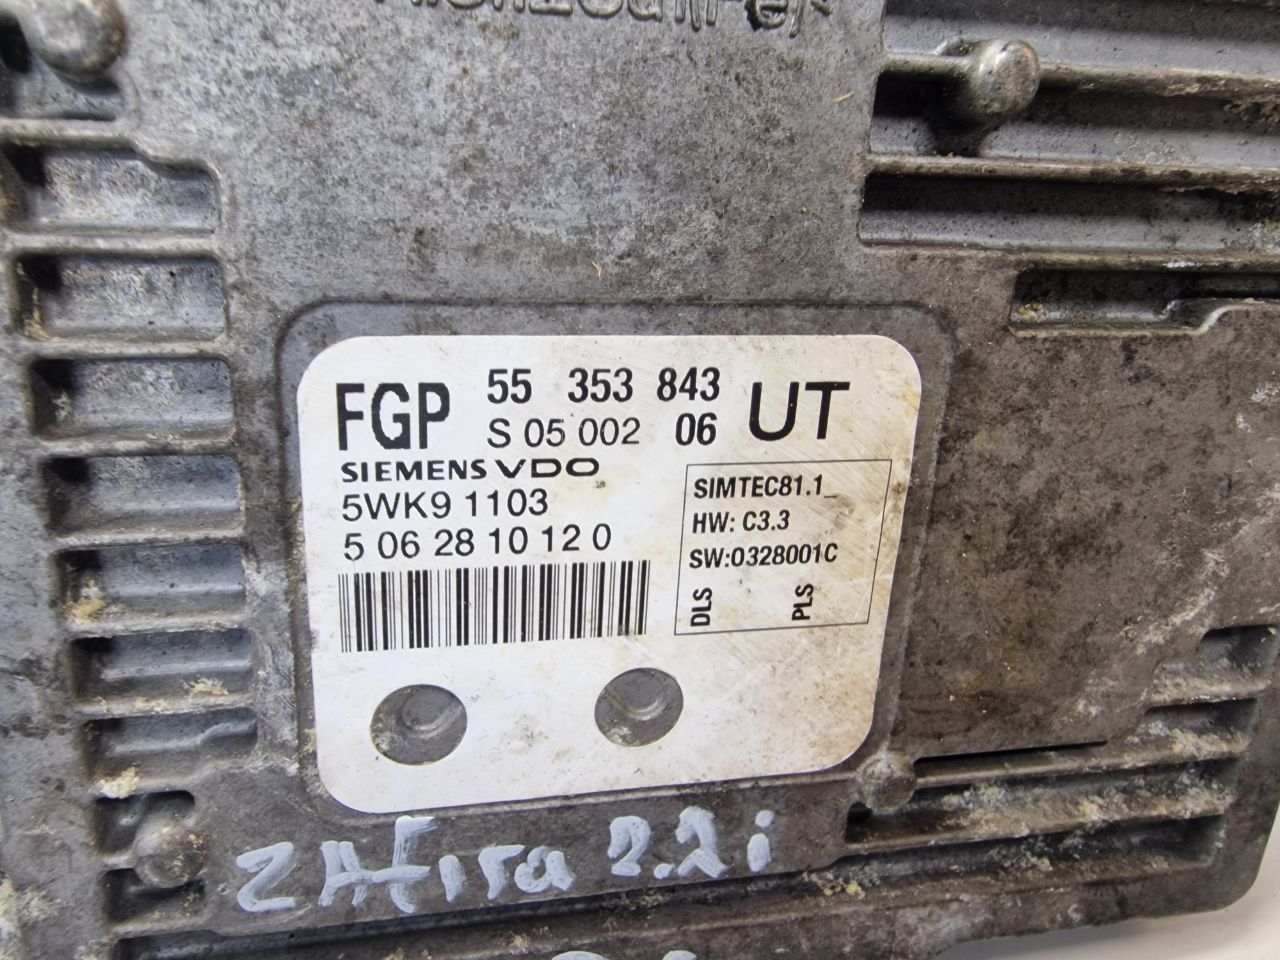 FGP 55 353 843 UT
S 05 002 06
SIEMENS VDO
5WK9 1103
5 06 28 10 12 0
SIMTEC81.1_
HW: C3.3
SW:0328001C
DLS PLS
ZAfira 2.2i